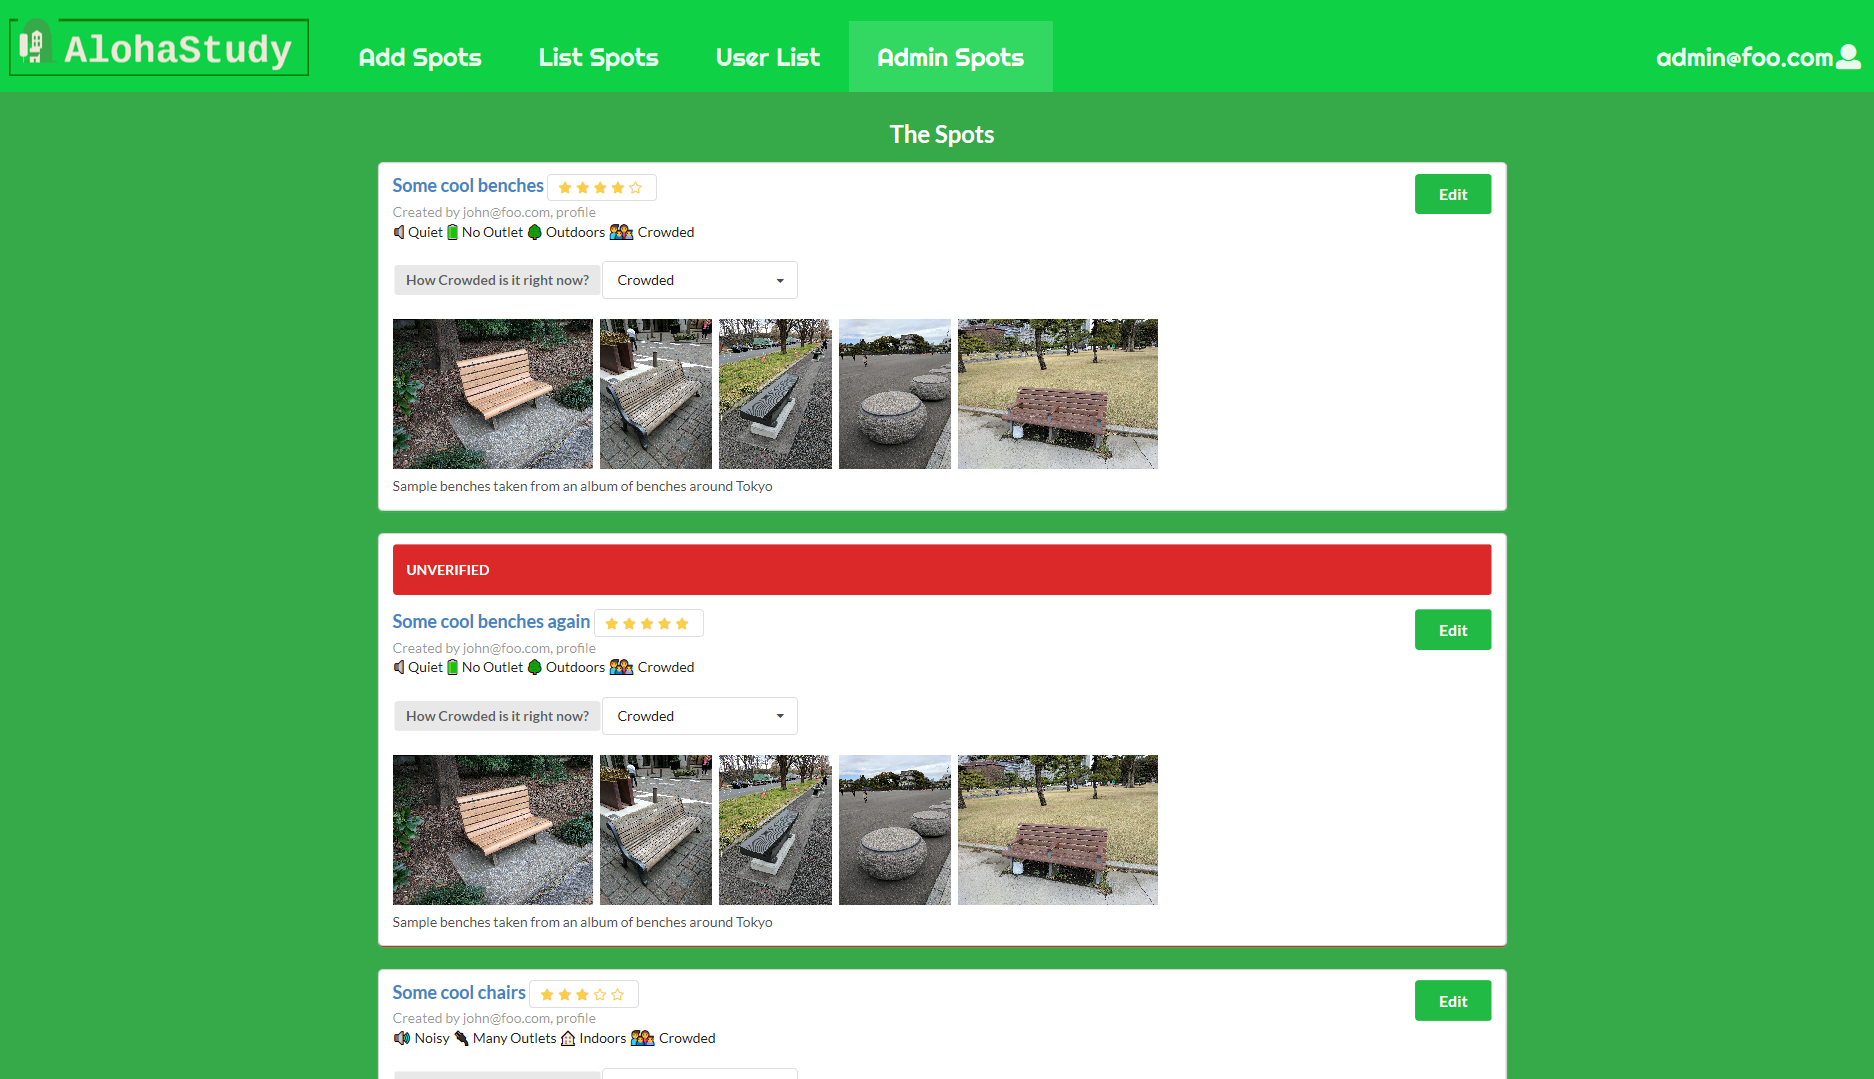 AlohaStudy
Add Spots
List Spots
User List
Admin Spots
admin@foo.com
The Spots
Some cool benches
Edit
Created by john@foo.com, profile
Quiet No Outlet Outdoors Crowded
How Crowded is it right now? Crowded
Sample benches taken from an album of benches around Tokyo
UNVERIFIED
Some cool benches again
Edit
Created by john@foo.com, profile
Quiet No Outlet Outdoors Crowded
How Crowded is it right now? Crowded
Sample benches taken from an album of benches around Tokyo
Some cool chairs
Edit
Created by john@foo.com, profile
Noisy Many Outlets Indoors Crowded